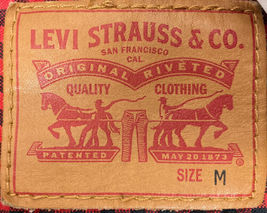 LEVI STRAUSS & CO.
SAN FRANCISCO
CAL.
ORIGINAL RIVETED
QUALITY CLOTHING
PATENTED MAY 20 1873
SIZE M